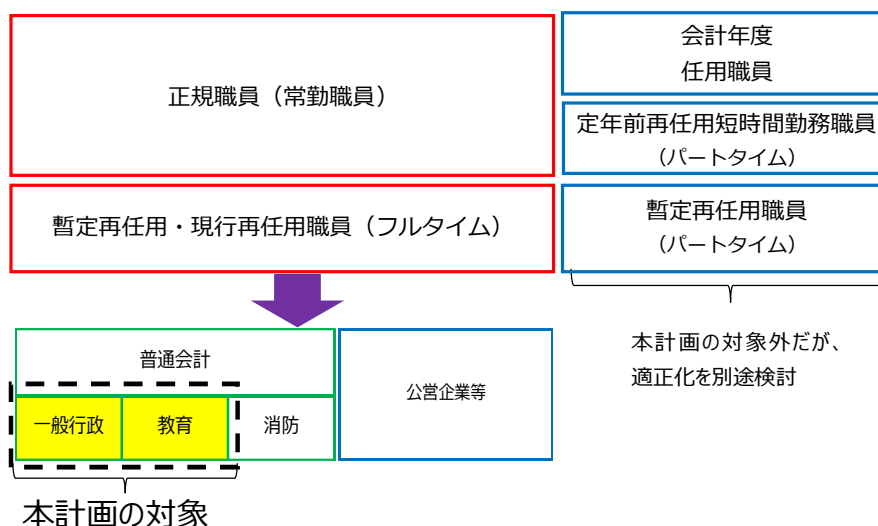 正規職員（常勤職員）
会計年度
任用職員
定年前再任用短時間勤務職員
（パートタイム）
暫定再任用・現行再任用職員（フルタイム）
暫定再任用職員
（パートタイム）
本計画の対象外だが、
適正化を別途検討
普通会計
公営企業等
一般行政
教育
消防
本計画の対象